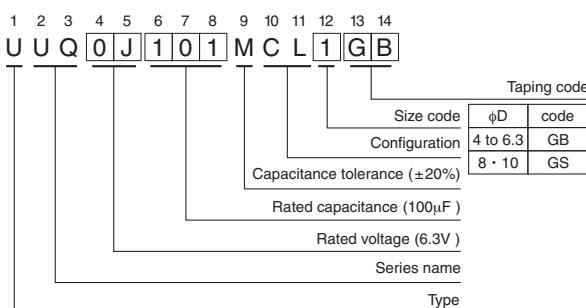 1 2 3 4 5 6 7 8 9 10 11 12 13 14
U U Q 0 J 1 0 1 M C L 1 G B
Taping code
φD code
4 to 6.3 GB
8・10 GS
Size code
Configuration
Capacitance tolerance (±20%)
Rated capacitance (100µF )
Rated voltage (6.3V )
Series name
Type